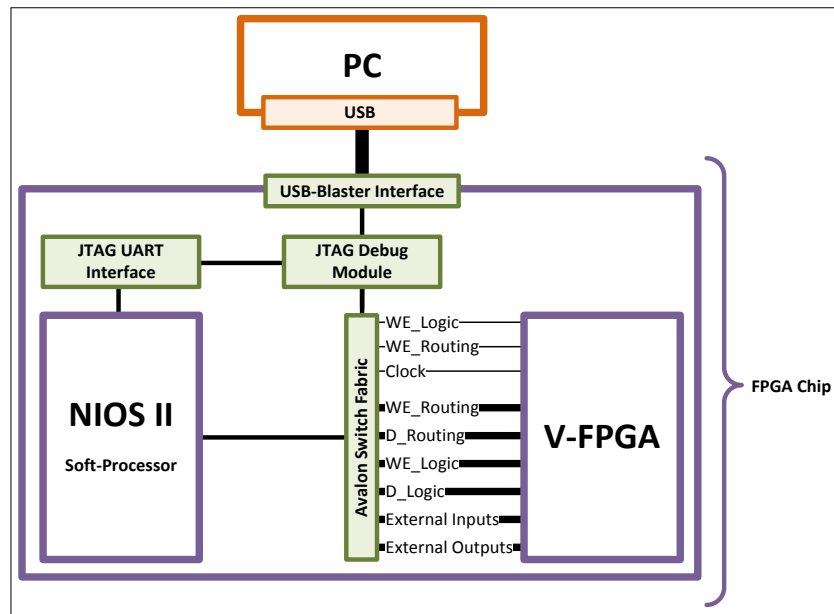 PC
USB
USB-Blaster Interface
JTAG UART
Interface
JTAG Debug
Module
NIOS II
Soft-Processor
Avalon Switch Fabric
WE_Logic
WE_Routing
Clock
WE_Routing
D_Routing
WE_Logic
D_Logic
External Inputs
External Outputs
V-FPGA
FPGA Chip